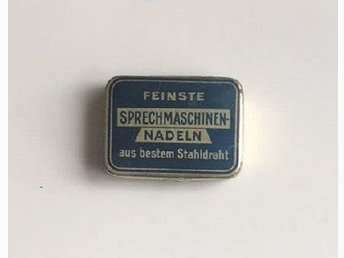 FEINSTE
SPRECHMASCHINEN-
NADELN
aus bestem Stahldraht